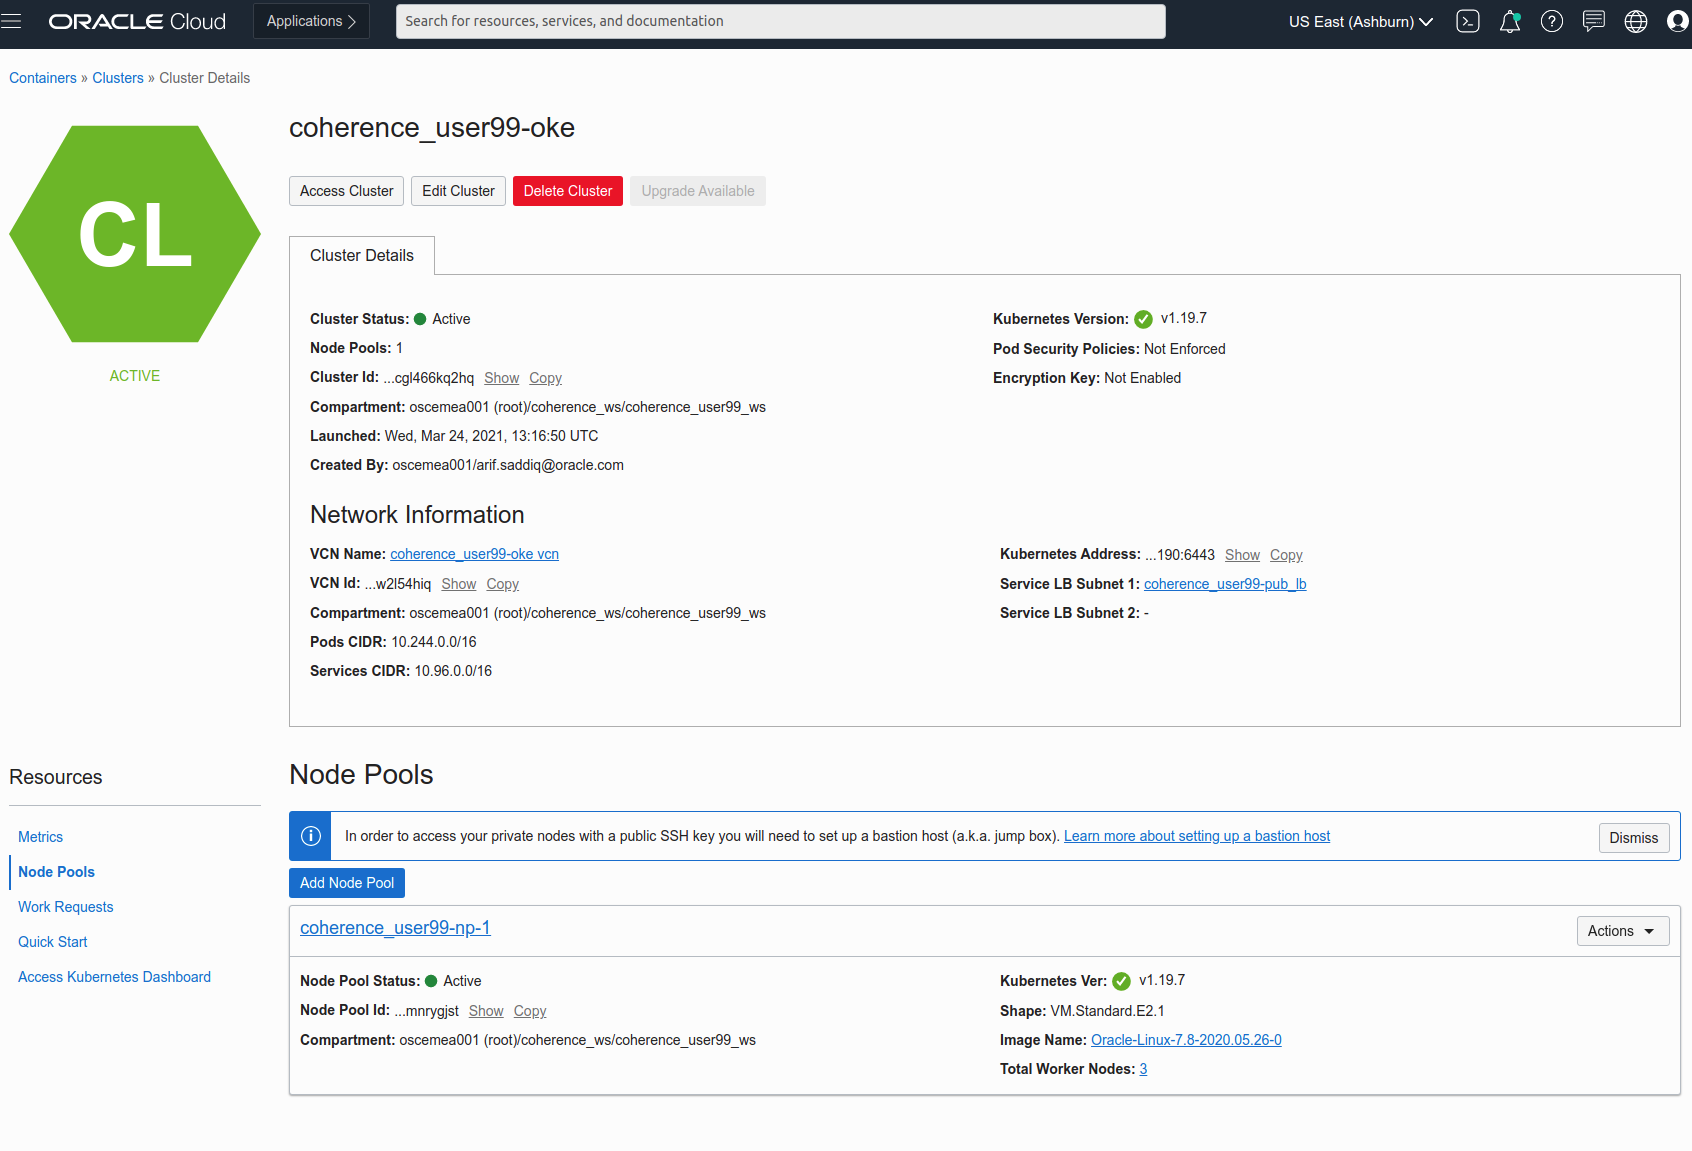 ORACLE Cloud
Applications
Search for resources, services, and documentation
US East (Ashburn)
Containers » Clusters » Cluster Details
CL
ACTIVE
coherence_user99-oke
Access Cluster
Edit Cluster
Delete Cluster
Upgrade Available
Cluster Details
Cluster Status: Active
Node Pools: 1
Cluster Id: ...cgl466kq2hq Show Copy
Compartment: oscemea001 (root)/coherence_ws/coherence_user99_ws
Launched: Wed, Mar 24, 2021, 13:16:50 UTC
Created By: oscemea001/arif.saddiq@oracle.com
Kubernetes Version: v1.19.7
Pod Security Policies: Not Enforced
Encryption Key: Not Enabled
Network Information
VCN Name: coherence_user99-oke vcn
VCN Id: ...w2l54hiq Show Copy
Compartment: oscemea001 (root)/coherence_ws/coherence_user99_ws
Pods CIDR: 10.244.0.0/16
Services CIDR: 10.96.0.0/16
Kubernetes Address: ...190:6443 Show Copy
Service LB Subnet 1: coherence_user99-pub_lb
Service LB Subnet 2: -
Resources
Metrics
Node Pools
Work Requests
Quick Start
Access Kubernetes Dashboard
Node Pools
In order to access your private nodes with a public SSH key you will need to set up a bastion host (a.k.a. jump box). Learn more about setting up a bastion host
Dismiss
Add Node Pool
coherence_user99-np-1
Actions
Node Pool Status: Active
Node Pool Id: ...mnrygjst Show Copy
Compartment: oscemea001 (root)/coherence_ws/coherence_user99_ws
Kubernetes Ver: v1.19.7
Shape: VM.Standard.E2.1
Image Name: Oracle-Linux-7.8-2020.05.26-0
Total Worker Nodes: 3